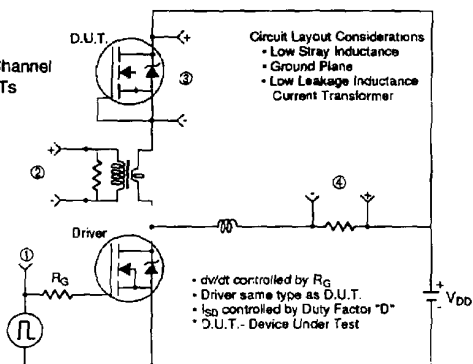 D.U.T.
+
Circuit Layout Considerations
• Low Stray Inductance
• Ground Plane
• Low Leakage Inductance
Current Transformer
Channel
Ts
③
-
+
②
-
④
-
+
Driver
①
RG
• dv/dt controlled by RG
• Driver same type as D.U.T.
• ISD controlled by Duty Factor "D"
* D.U.T.- Device Under Test
+
-
VDD